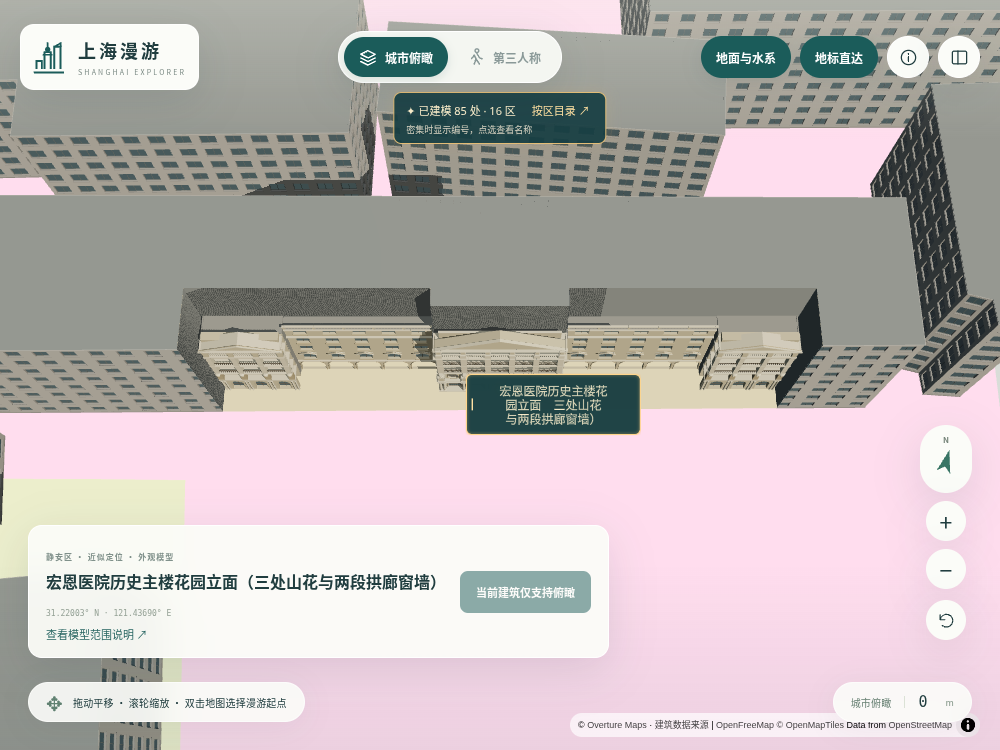 上海漫游
SHANGHAI EXPLORER
城市俯瞰
第三人称
地面与水系
地标直达
✦ 已建模 85 处 · 16 区 按区目录 ↗
密集时显示编号，点选查看名称
宏恩医院历史主楼花
园立面 三处山花
与两段拱廊窗墙）
N
静安区 · 近似定位 · 外观模型
宏恩医院历史主楼花园立面（三处山花与两段拱廊窗墙）
当前建筑仅支持俯瞰
31.22003° N · 121.43690° E
查看模型范围说明 ↗
拖动平移 · 滚轮缩放 · 双击地图选择漫游起点
城市俯瞰 0 m
© Overture Maps · 建筑数据来源 | OpenFreeMap © OpenMapTiles Data from OpenStreetMap